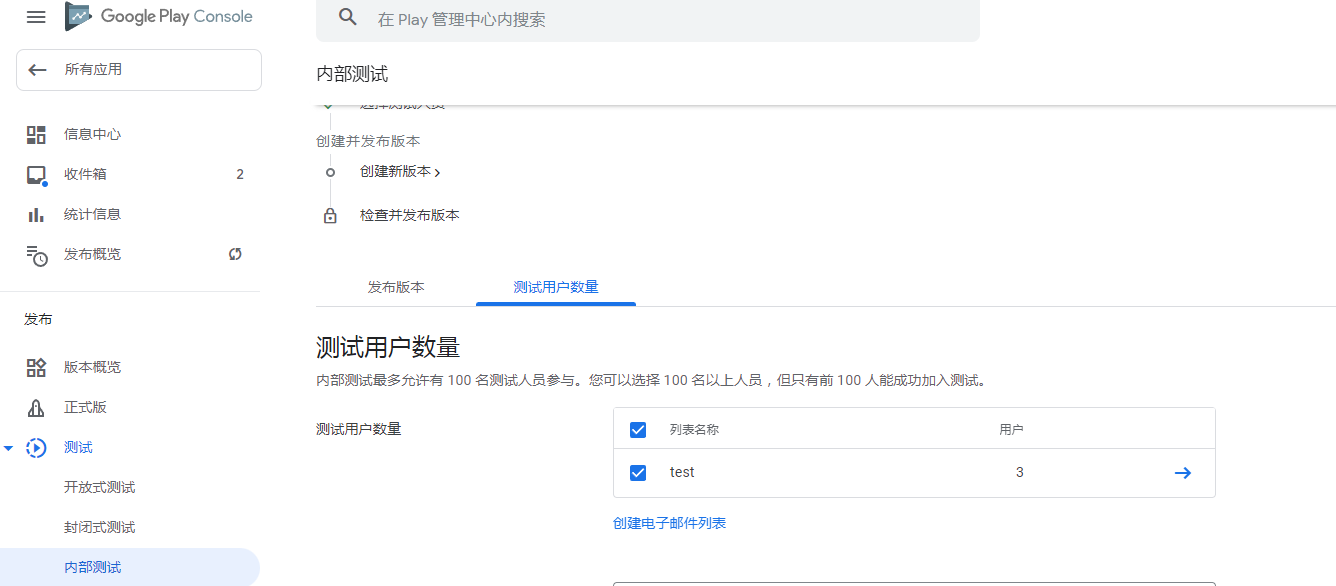 Google Play Console
在 Play 管理中心内搜索
所有应用
内部测试
选择测试人员
信息中心
创建并发布版本
收件箱 2
创建新版本
统计信息
检查并发布版本
发布概览
发布版本 测试用户数量
发布
测试用户数量
版本概览
内部测试最多允许有 100 名测试人员参与。您可以选择 100 名以上人员，但只有前 100 人能成功加入测试。
正式版
测试用户数量
列表名称 用户
测试
test 3
开放式测试
封闭式测试
创建电子邮件列表
内部测试